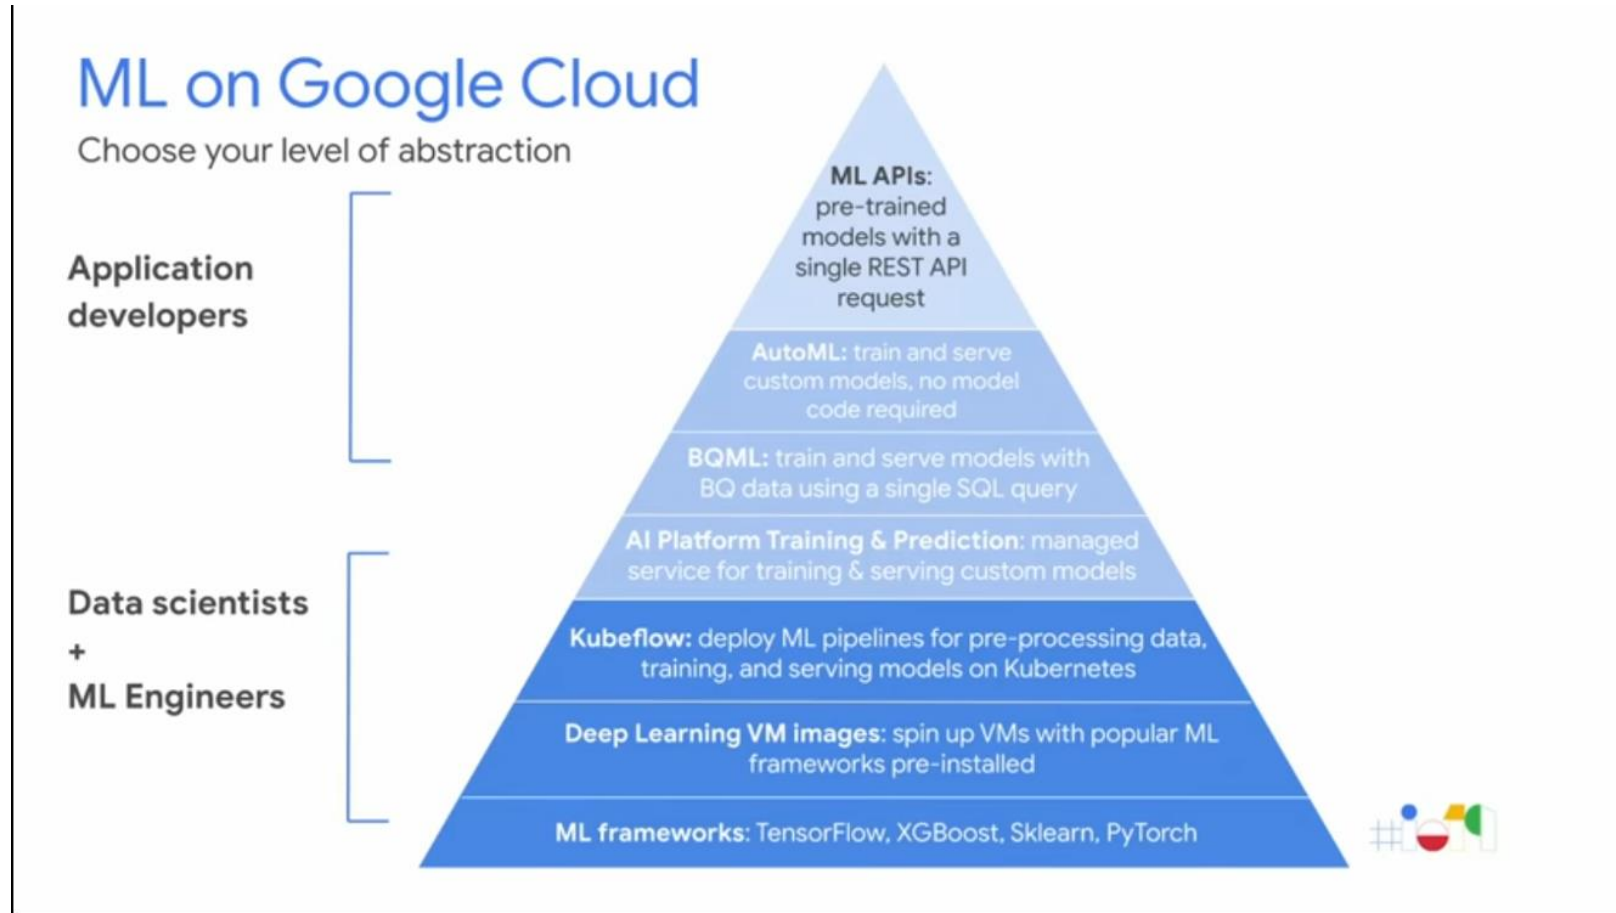 ML on Google Cloud
Choose your level of abstraction
Application
developers
Data scientists
+
ML Engineers
ML APIs:
pre-trained
models with a
single REST API
request
AutoML: train and serve
custom models, no model
code required
BQML: train and serve models with
BQ data using a single SQL query
AI Platform Training & Prediction: managed
service for training & serving custom models
Kubeflow: deploy ML pipelines for pre-processing data,
training, and serving models on Kubernetes
Deep Learning VM images: spin up VMs with popular ML
frameworks pre-installed
ML frameworks: TensorFlow, XGBoost, Sklearn, PyTorch